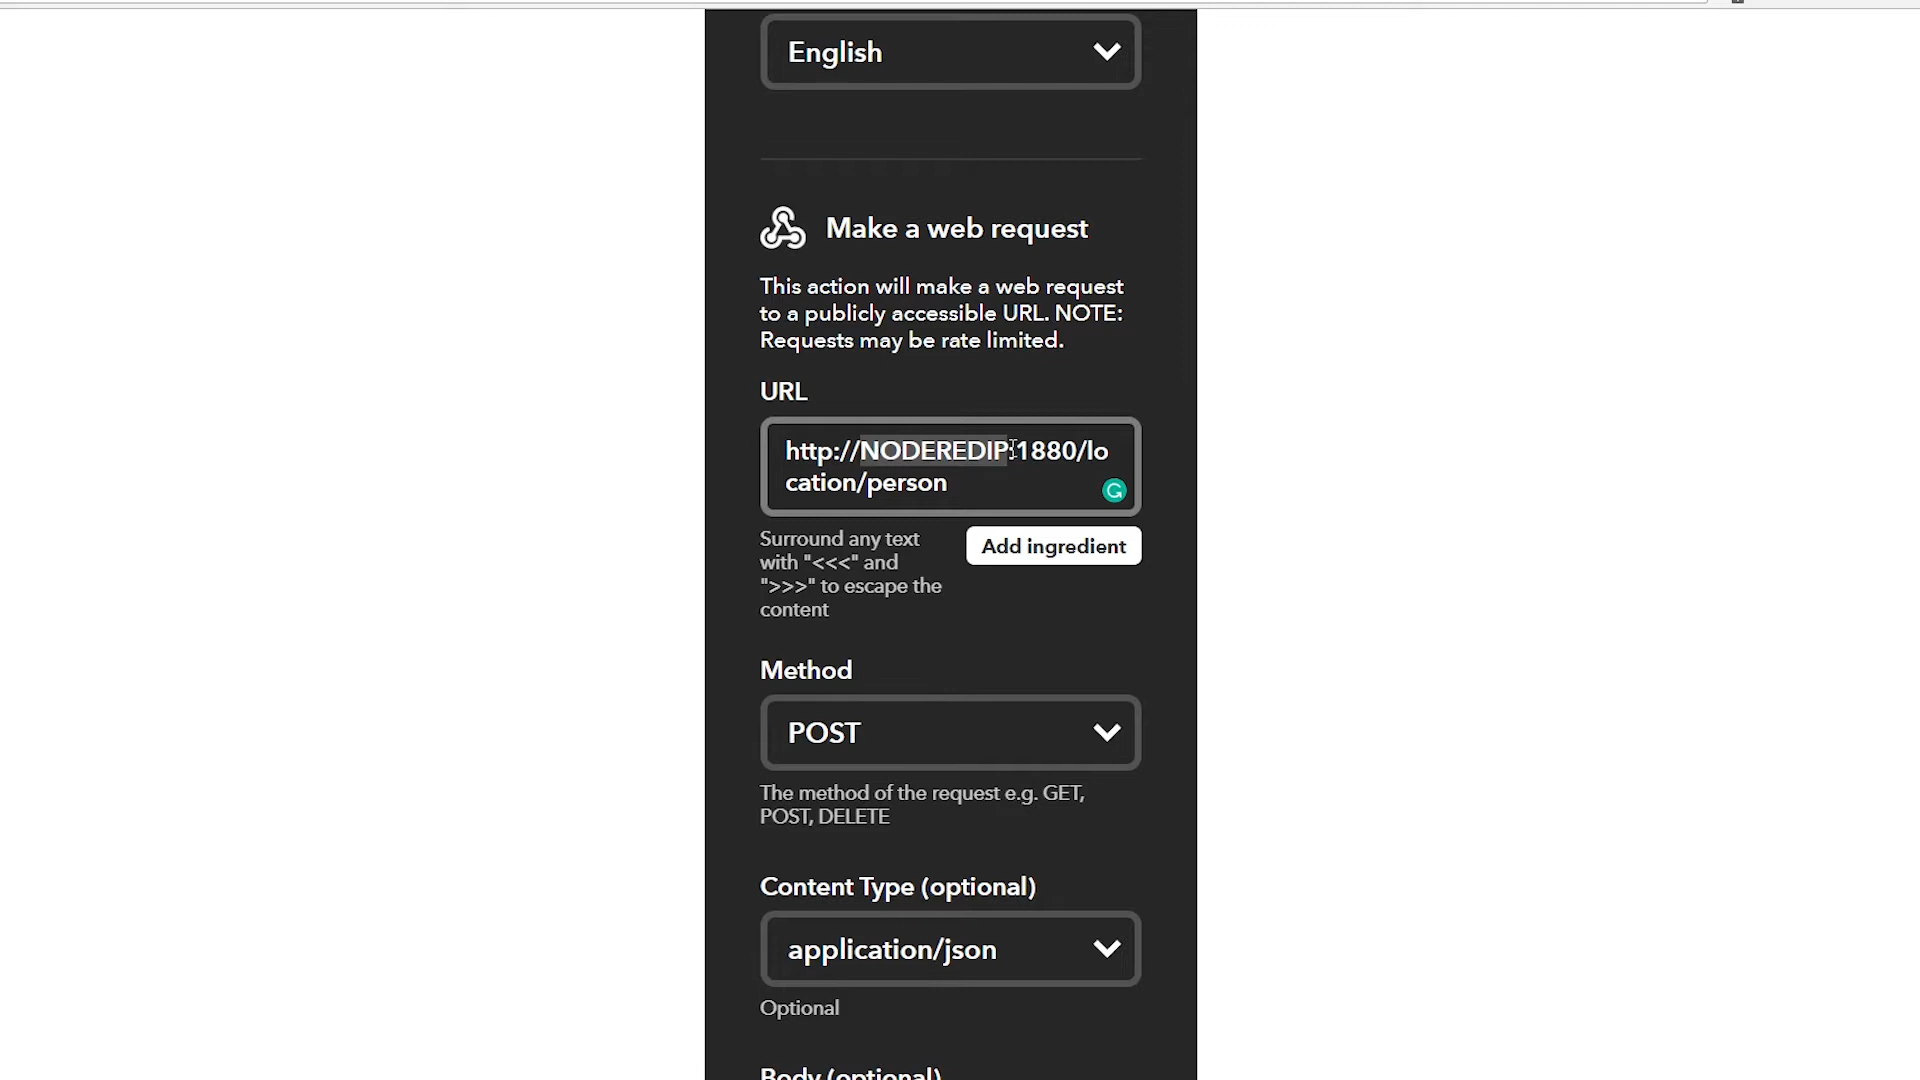 English
Make a web request
This action will make a web request
to a publicly accessible URL. NOTE:
Requests may be rate limited.
URL
http://NODEREDIP:1880/lo
cation/person
Surround any text
with "<<<" and
">>>" to escape the
content
Add ingredient
Method
POST
The method of the request e.g. GET,
POST, DELETE
Content Type (optional)
application/json
Optional
Body (optional)